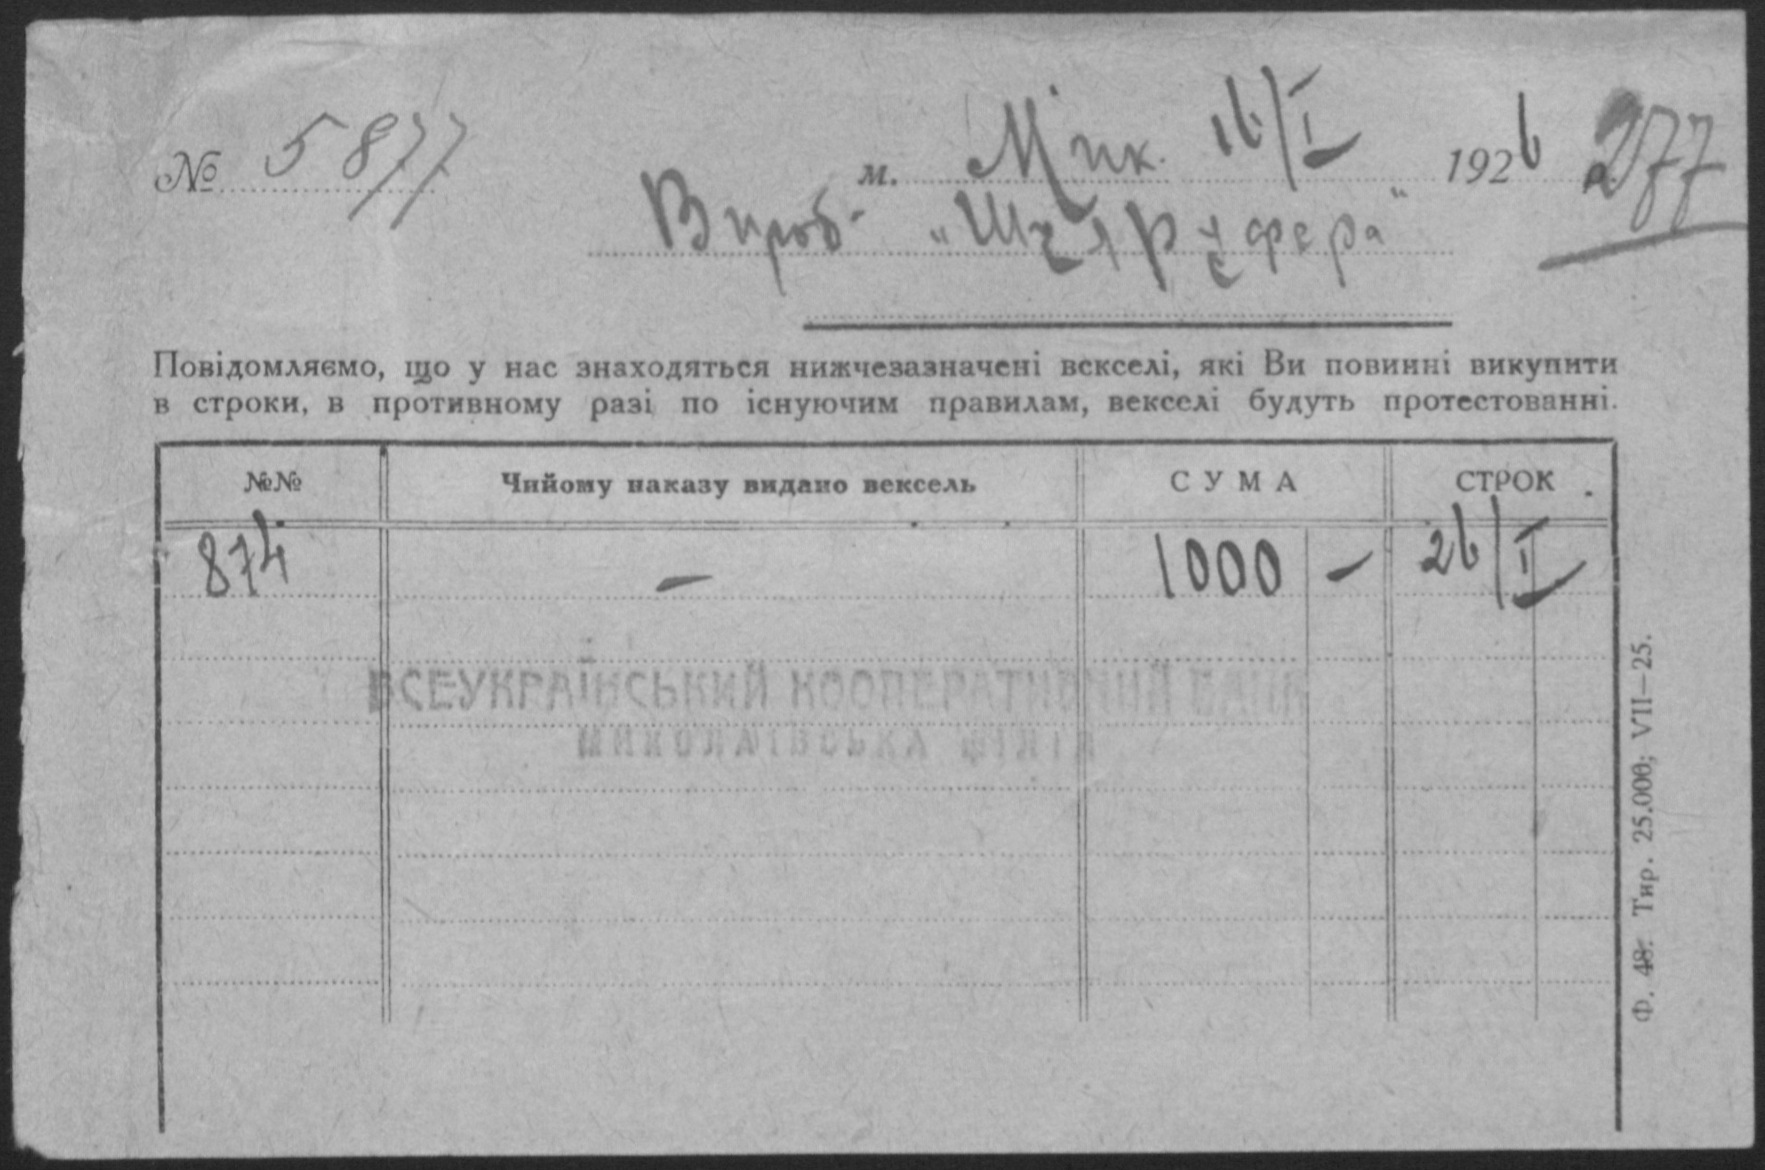 № 5877 м. Мик. 16/I 1926 277
Вироб.
Повідомляємо, що у нас знаходяться нижчезазначені векселі, які Ви повинні викупити
в строки, в противному разі по існуючим правилам, векселі будуть протестованні.
№№ Чийому наказу видано вексель СУМА СТРОК
874 — 1000 — 26/I
ВСЕУКРАЇНСЬКИЙ КООПЕРАТИВНИЙ БАНК
МИКОЛАЇВСЬКА ФІЛІЯ
Ф. 48. Тир. 25.000; VII—25.